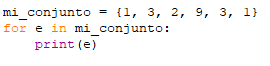 mi_conjunto = {1, 3, 2, 9, 3, 1}
for e in mi_conjunto:
    print(e)